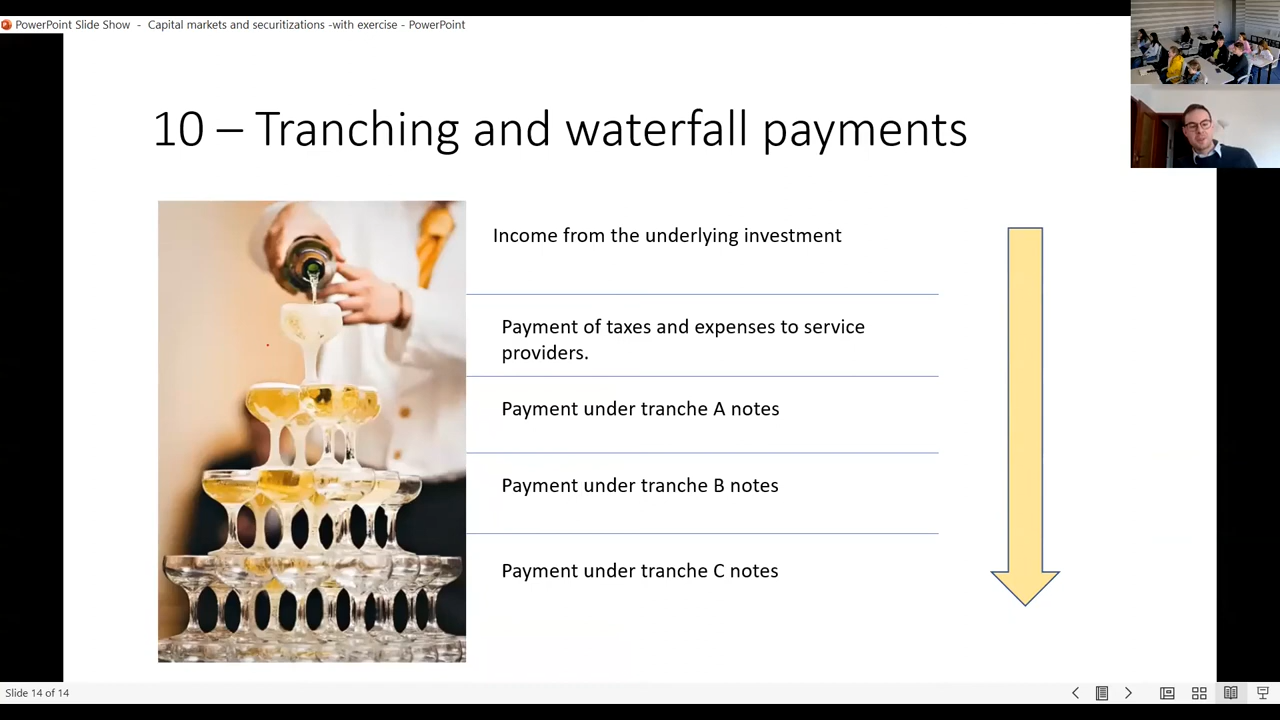 PowerPoint Slide Show - Capital markets and securitizations -with exercise - PowerPoint
10 – Tranching and waterfall payments
Income from the underlying investment
Payment of taxes and expenses to service
providers.
Payment under tranche A notes
Payment under tranche B notes
Payment under tranche C notes
Slide 14 of 14